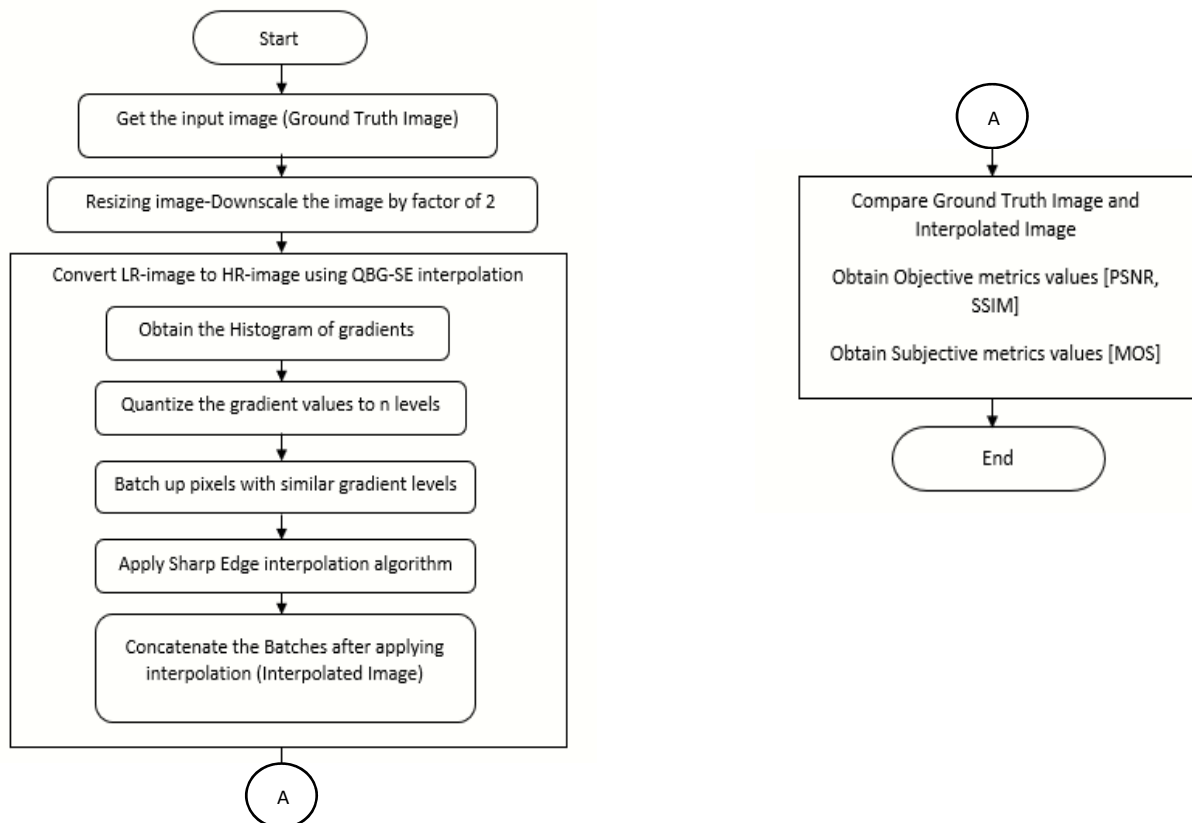 Start
Get the input image (Ground Truth Image)
Resizing image-Downscale the image by factor of 2
Convert LR-image to HR-image using QBG-SE interpolation
Obtain the Histogram of gradients
Quantize the gradient values to n levels
Batch up pixels with similar gradient levels
Apply Sharp Edge interpolation algorithm
Concatenate the Batches after applying
interpolation (Interpolated Image)
A
A
Compare Ground Truth Image and
Interpolated Image
Obtain Objective metrics values [PSNR,
SSIM]
Obtain Subjective metrics values [MOS]
End